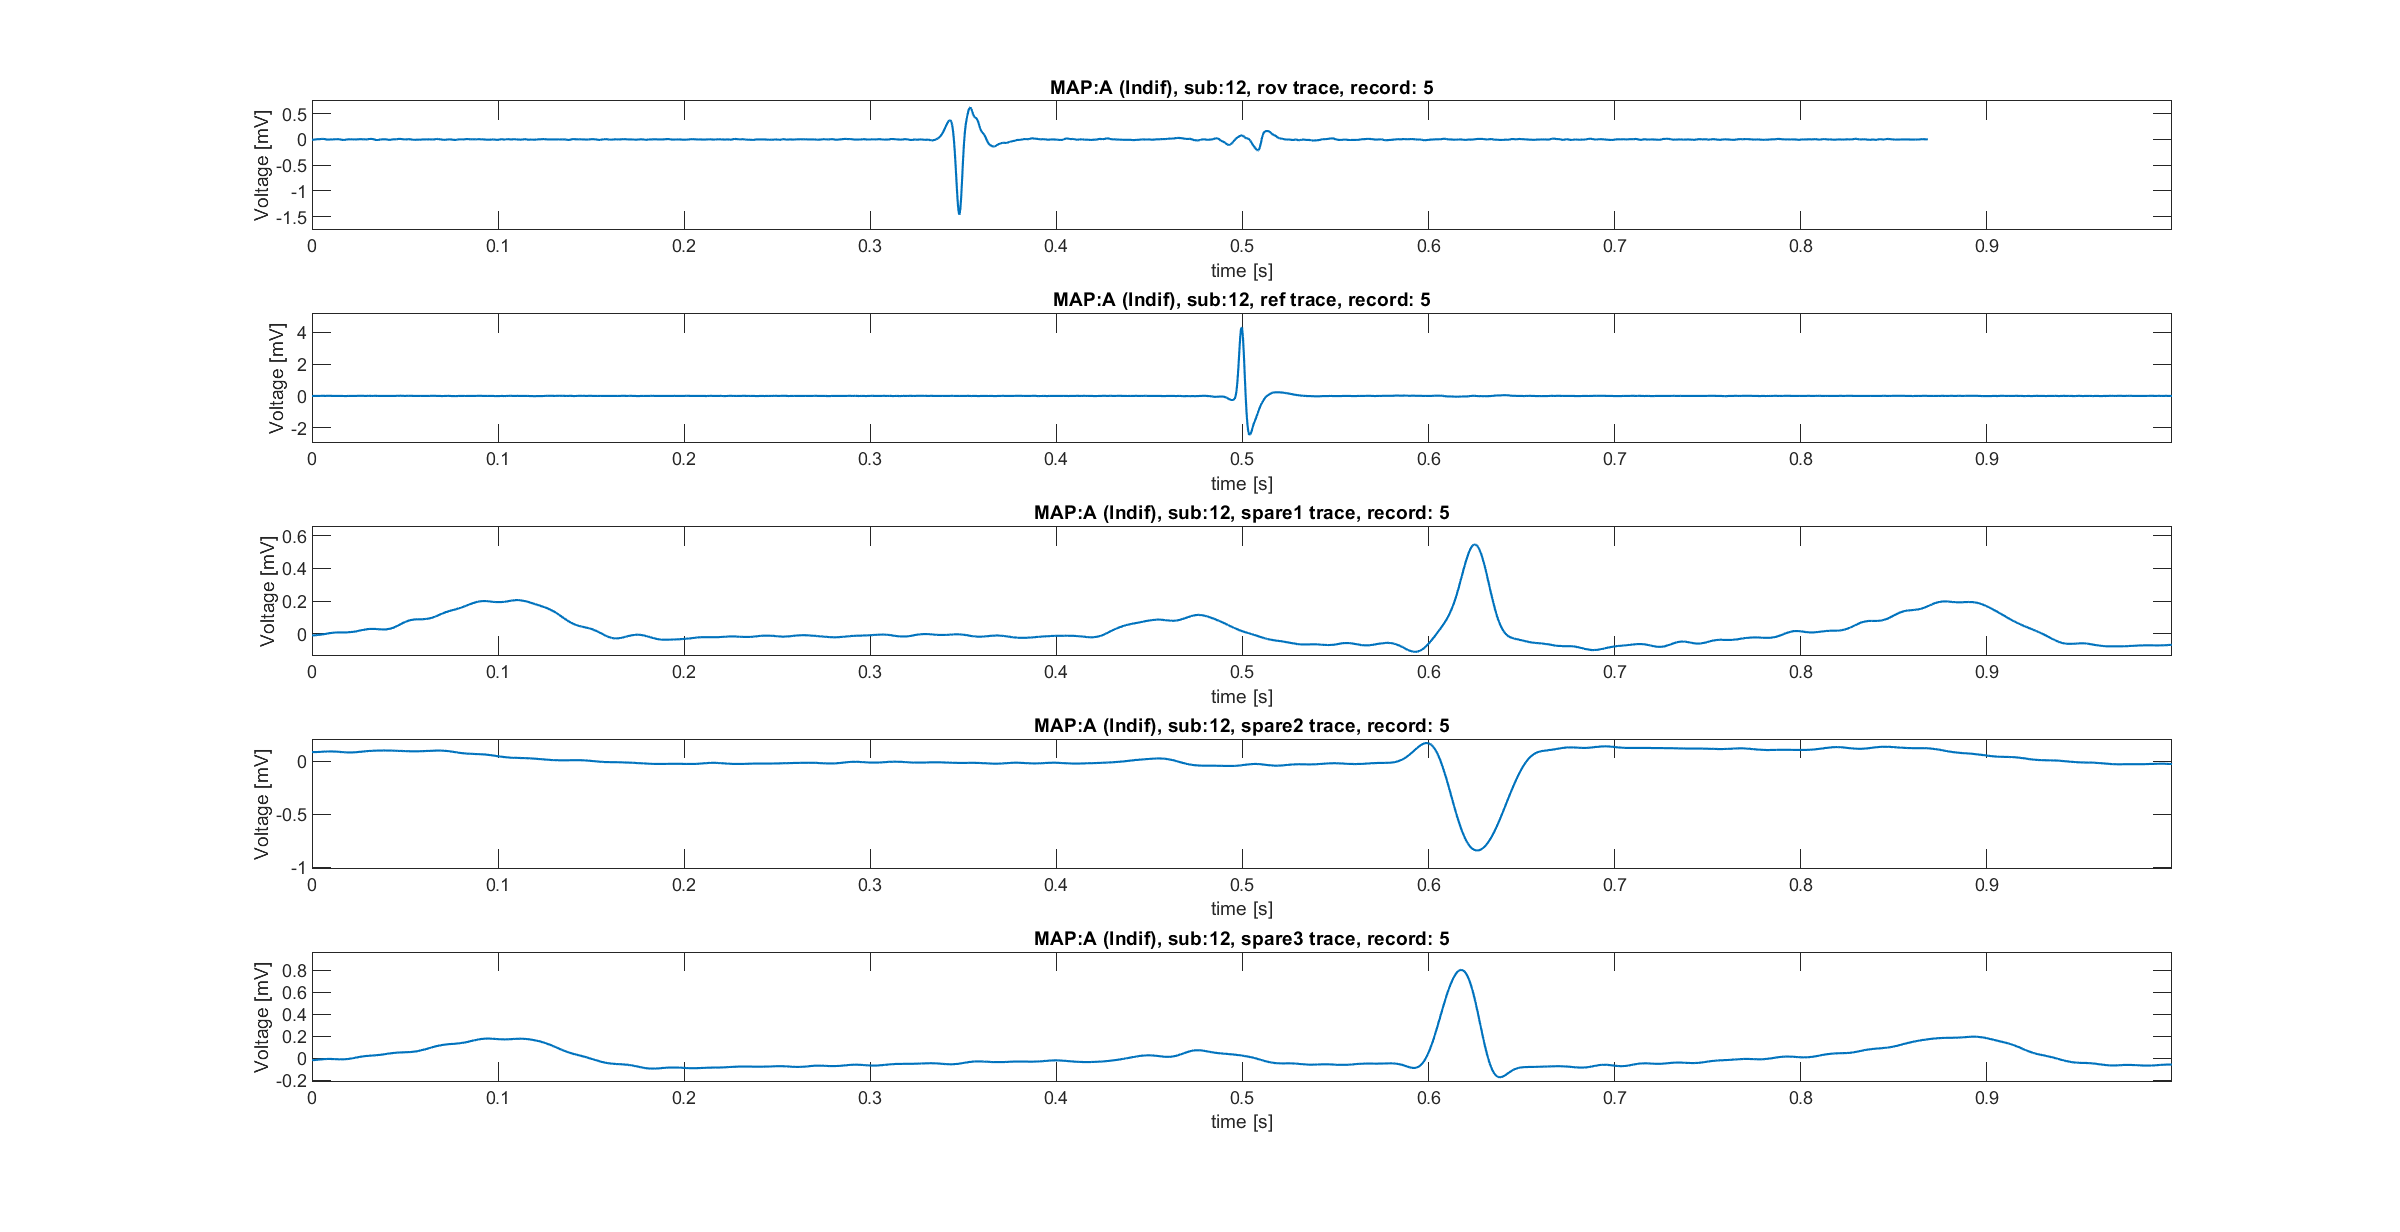 MAP:A (Indif), sub:12, rov trace, record: 5
Voltage [mV]
0.5
0
-0.5
-1
-1.5
0 0.1 0.2 0.3 0.4 0.5 0.6 0.7 0.8 0.9
time [s]
MAP:A (Indif), sub:12, ref trace, record: 5
Voltage [mV]
4
2
0
-2
0 0.1 0.2 0.3 0.4 0.5 0.6 0.7 0.8 0.9
time [s]
MAP:A (Indif), sub:12, spare1 trace, record: 5
Voltage [mV]
0.6
0.4
0.2
0
0 0.1 0.2 0.3 0.4 0.5 0.6 0.7 0.8 0.9
time [s]
MAP:A (Indif), sub:12, spare2 trace, record: 5
Voltage [mV]
0
-0.5
-1
0 0.1 0.2 0.3 0.4 0.5 0.6 0.7 0.8 0.9
time [s]
MAP:A (Indif), sub:12, spare3 trace, record: 5
Voltage [mV]
0.8
0.6
0.4
0.2
0
-0.2
0 0.1 0.2 0.3 0.4 0.5 0.6 0.7 0.8 0.9
time [s]